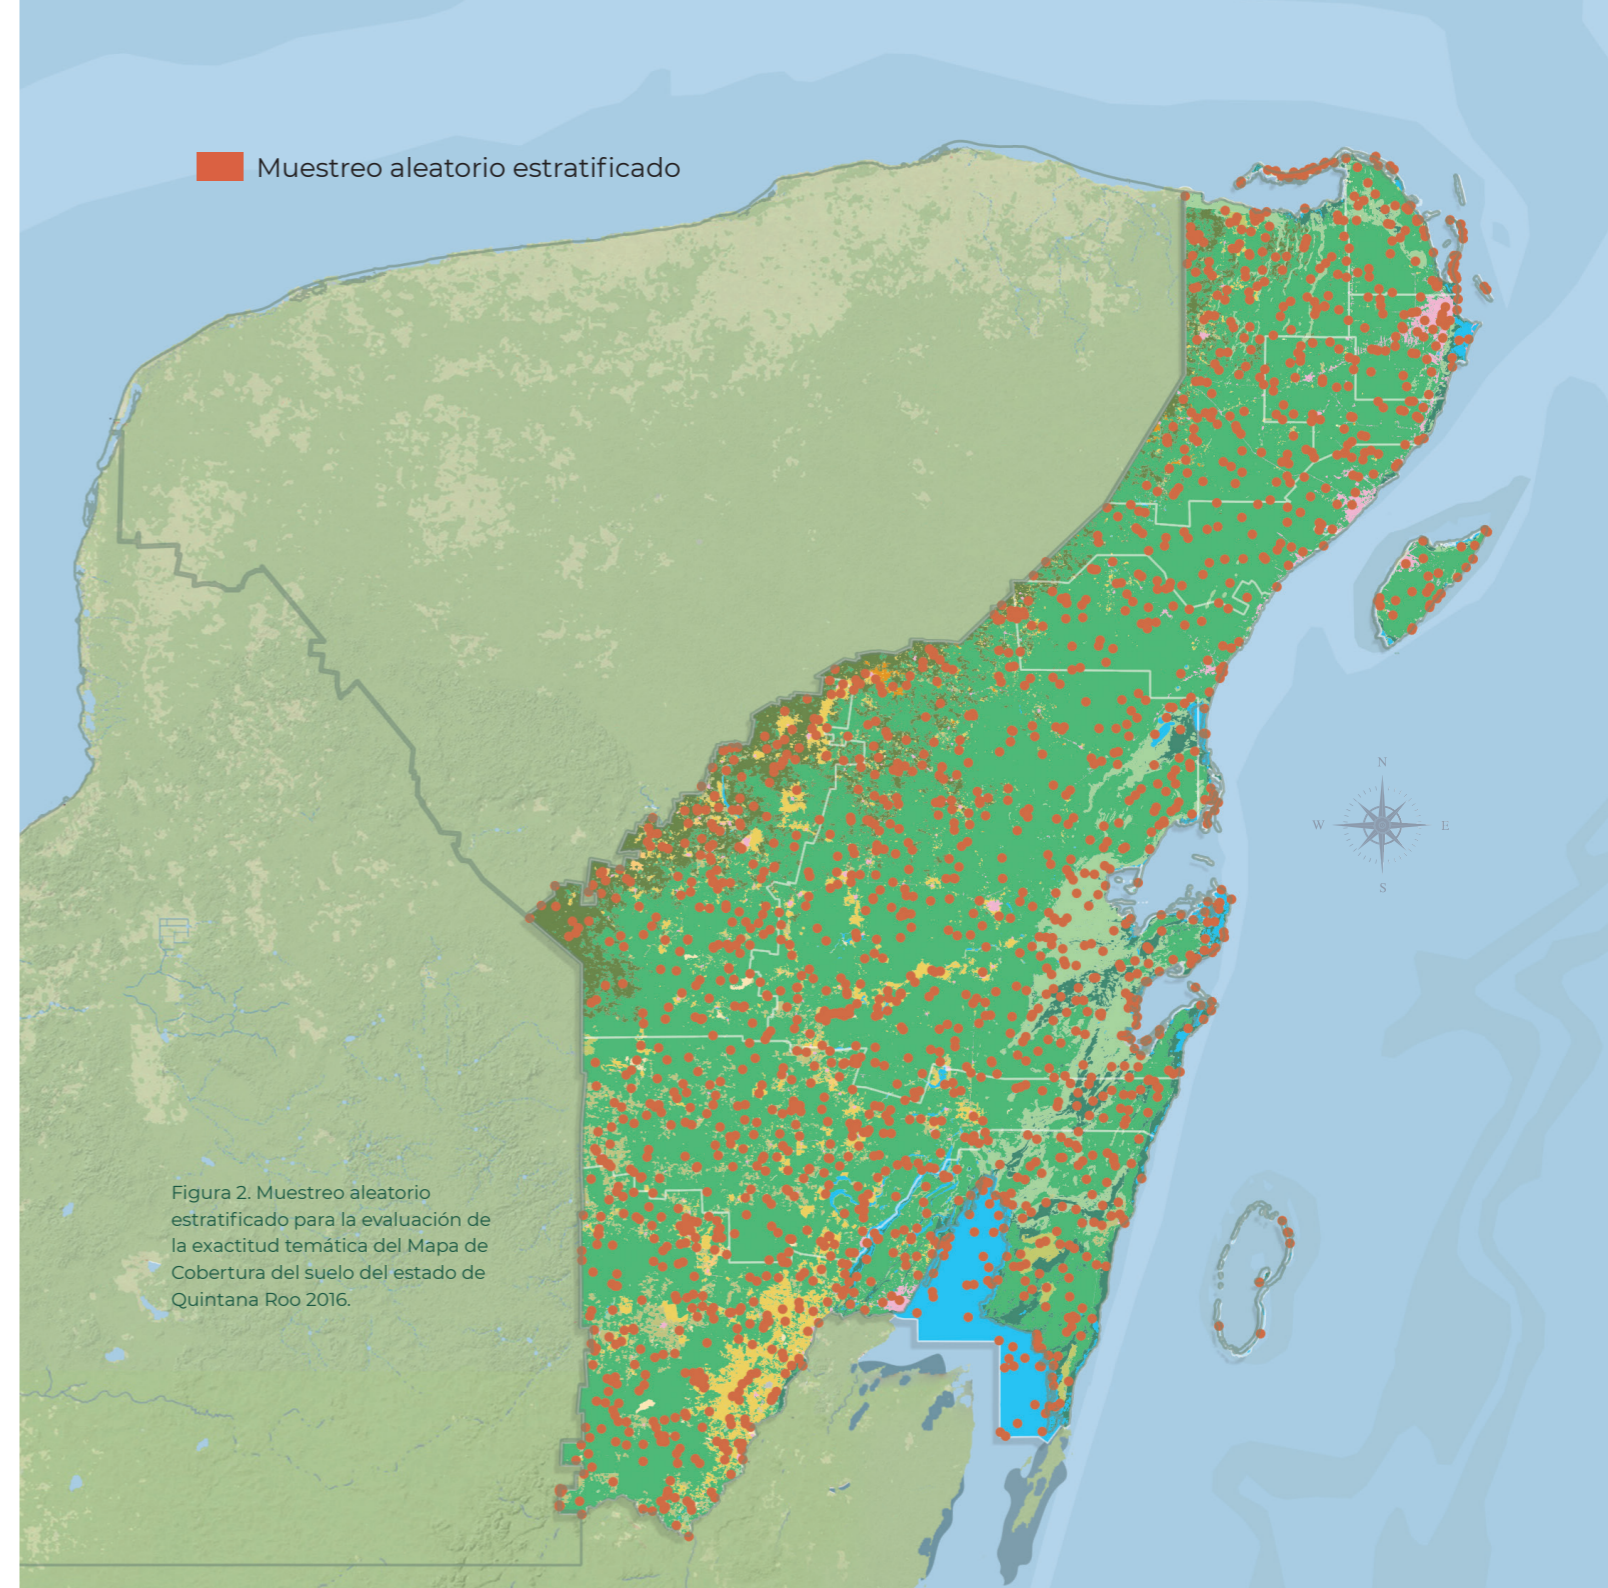 Muestreo aleatorio estratificado
N
W
E
S
Figura 2. Muestreo aleatorio
estratificado para la evaluación de
la exactitud temática del Mapa de
Cobertura del suelo del estado de
Quintana Roo 2016.